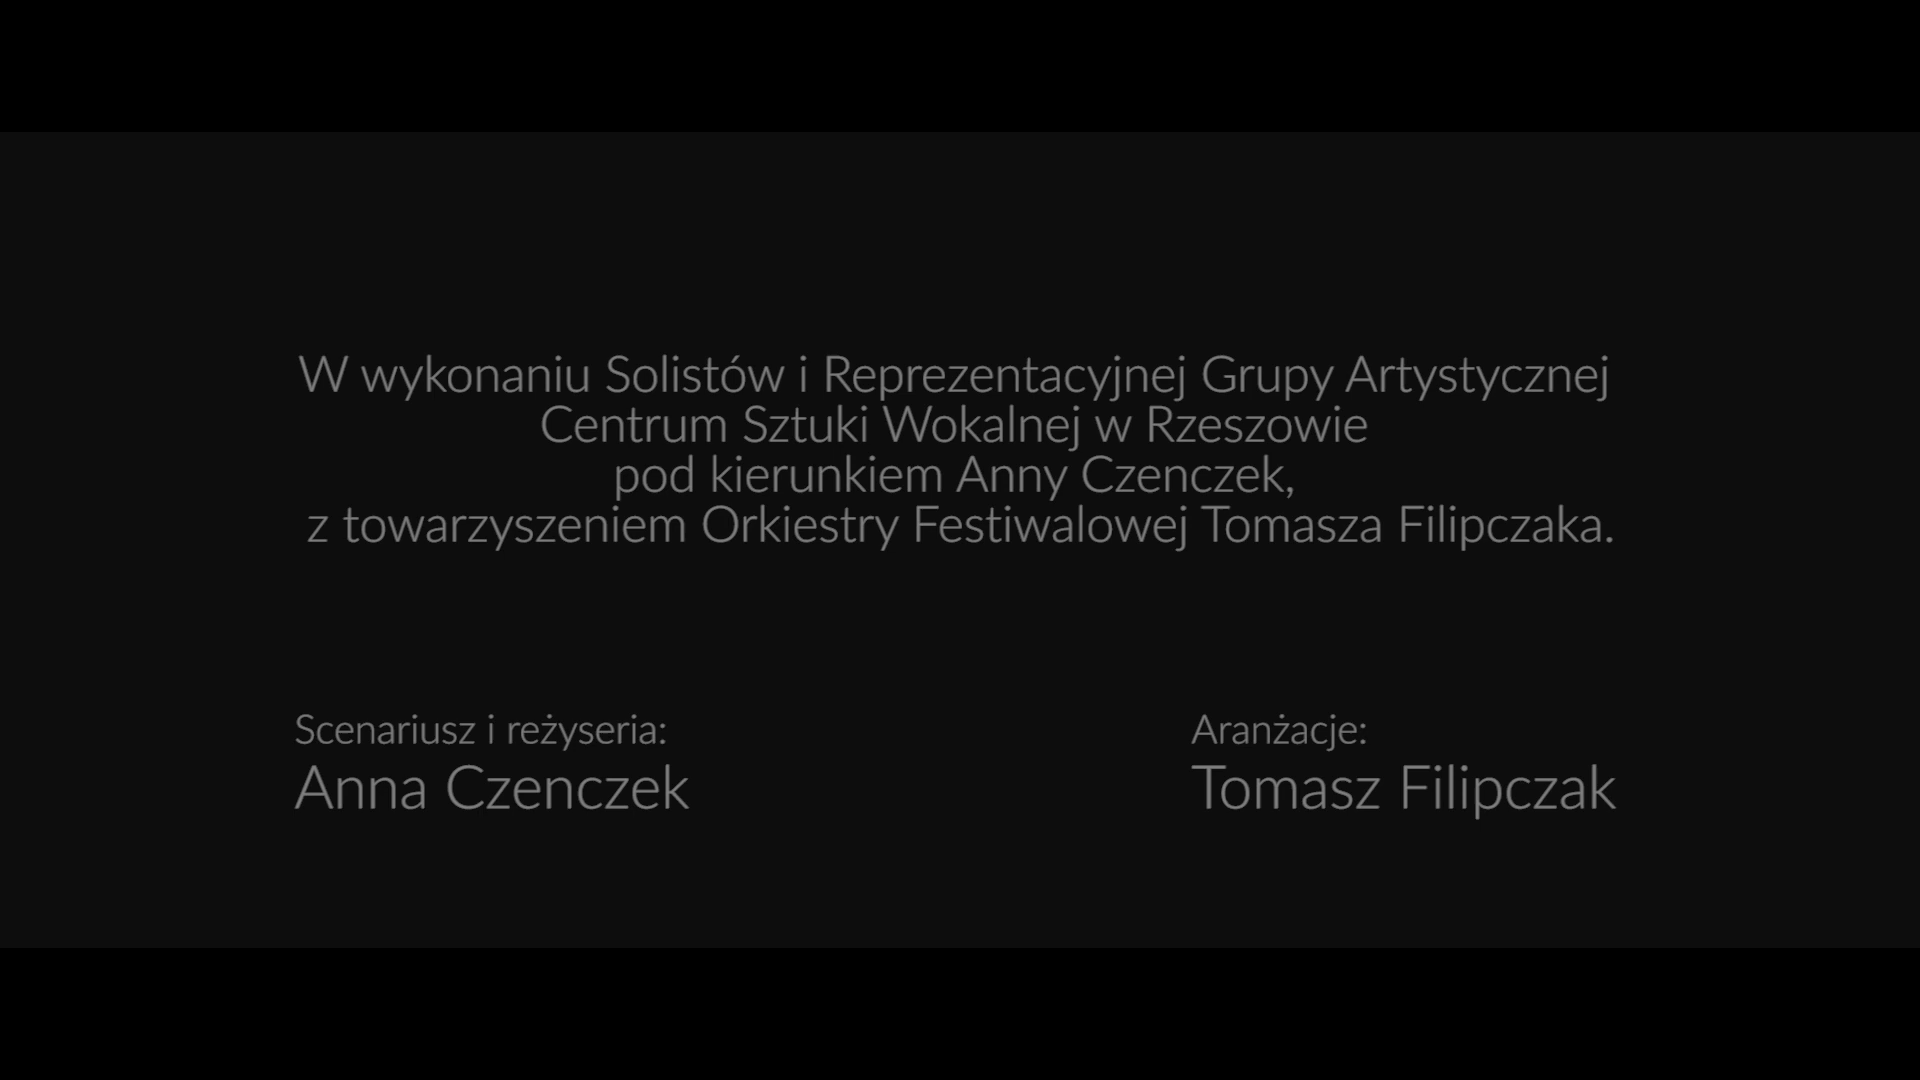 W wykonaniu Solistów i Reprezentacyjnej Grupy Artystycznej
Centrum Sztuki Wokalnej w Rzeszowie
pod kierunkiem Anny Czenczek,
z towarzyszeniem Orkiestry Festiwalowej Tomasza Filipczaka.
Scenariusz i reżyseria:
Anna Czenczek
Aranżacje:
Tomasz Filipczak